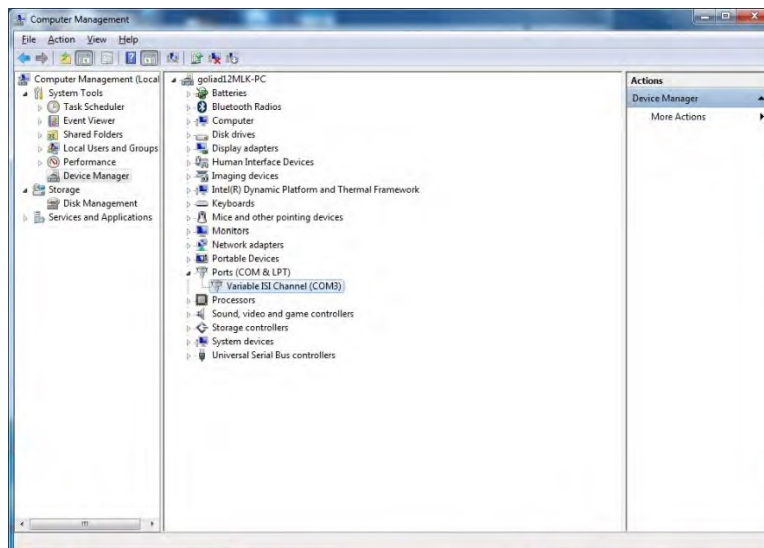 Computer Management
File Action View Help
Computer Management (Local
System Tools
Task Scheduler
Event Viewer
Shared Folders
Local Users and Groups
Performance
Device Manager
Storage
Disk Management
Services and Applications
goliad12MLK-PC
Batteries
Bluetooth Radios
Computer
Disk drives
Display adapters
Human Interface Devices
Imaging devices
Intel(R) Dynamic Platform and Thermal Framework
Keyboards
Mice and other pointing devices
Monitors
Network adapters
Portable Devices
Ports (COM & LPT)
Variable ISI Channel (COM3)
Processors
Sound, video and game controllers
Storage controllers
System devices
Universal Serial Bus controllers
Actions
Device Manager
More Actions